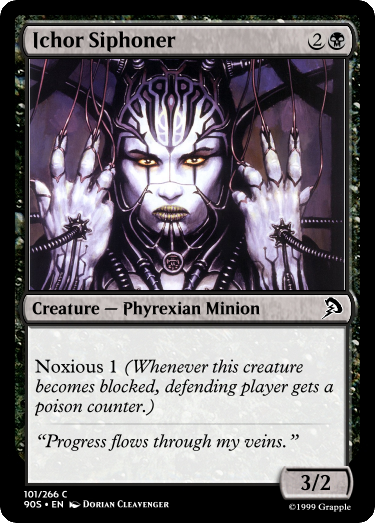 Ichor Siphoner 2
Creature — Phyrexian Minion
Noxious 1 (Whenever this creature
becomes blocked, defending player gets a
poison counter.)
“Progress flows through my veins.”
3/2
101/266 C
90S • EN Dorian Cleavenger
©1999 Grapple